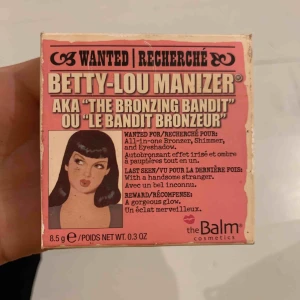 WANTED | RECHERCHÉ
BETTY-LOU MANIZER®
AKA "THE BRONZING BANDIT"
OU "LE BANDIT BRONZEUR"
WANTED FOR/RECHERCHÉ POUR:
All-in-one Bronzer, Shimmer,
and Eyeshadow.
Autobronzant effet irisé et ombre
à paupières tout en un.
LAST SEEN/VU POUR LA DERNIÈRE FOIS:
With a handsome stranger.
Avec un bel inconnu.
REWARD/RÉCOMPENSE:
A gorgeous glow.
Un éclat merveilleux.
8.5 g e/POIDS NET WT. 0.3 OZ
theBalm®
cosmetics